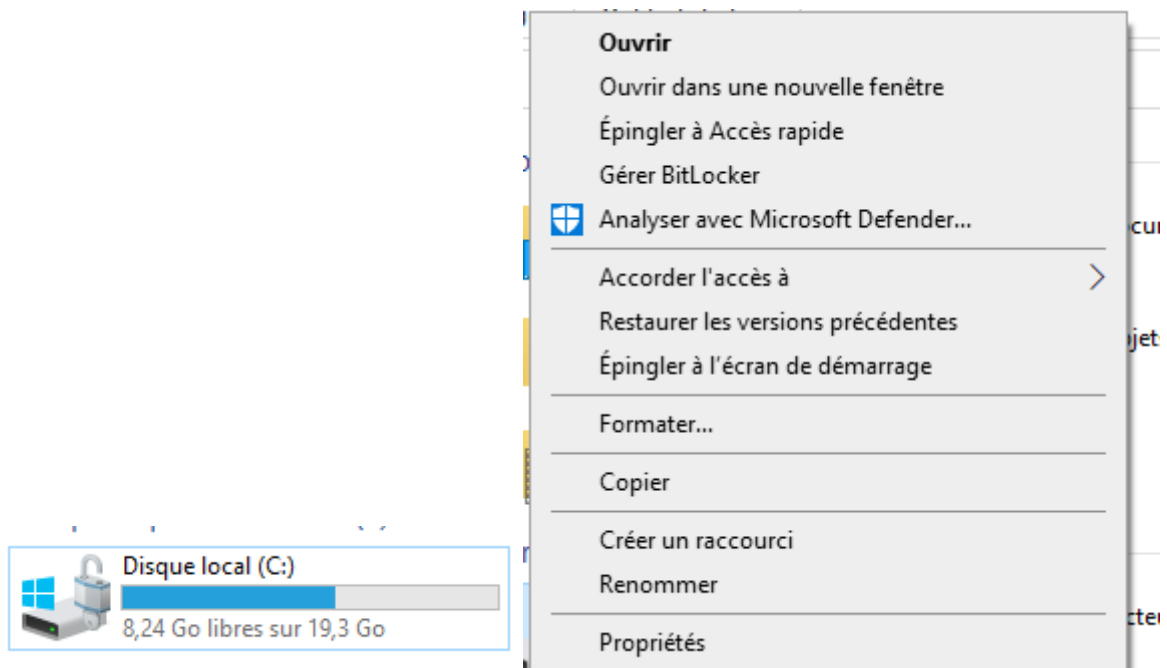 Disque local (C:)
8,24 Go libres sur 19,3 Go
Ouvrir
Ouvrir dans une nouvelle fenêtre
Épingler à Accès rapide
Gérer BitLocker
Analyser avec Microsoft Defender...
Accorder l'accès à
Restaurer les versions précédentes
Épingler à l'écran de démarrage
Formater...
Copier
Créer un raccourci
Renommer
Propriétés